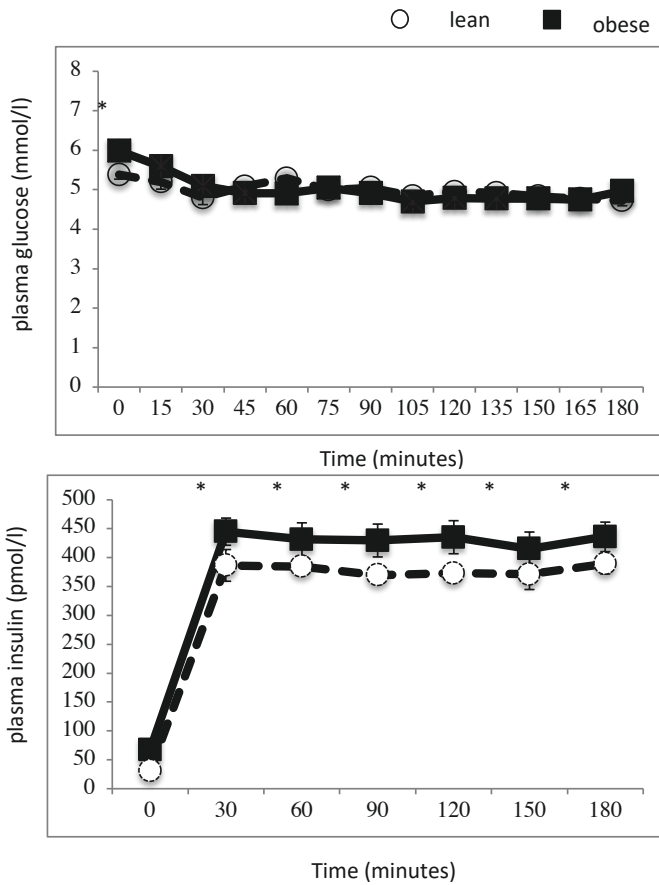 lean obese
plasma glucose (mmol/l)
8
7
*
6
5
4
3
2
1
0
0 15 30 45 60 75 90 105 120 135 150 165 180
Time (minutes)
* * * * * *
plasma insulin (pmol/l)
500
450
400
350
300
250
200
150
100
50
0
0 30 60 90 120 150 180
Time (minutes)